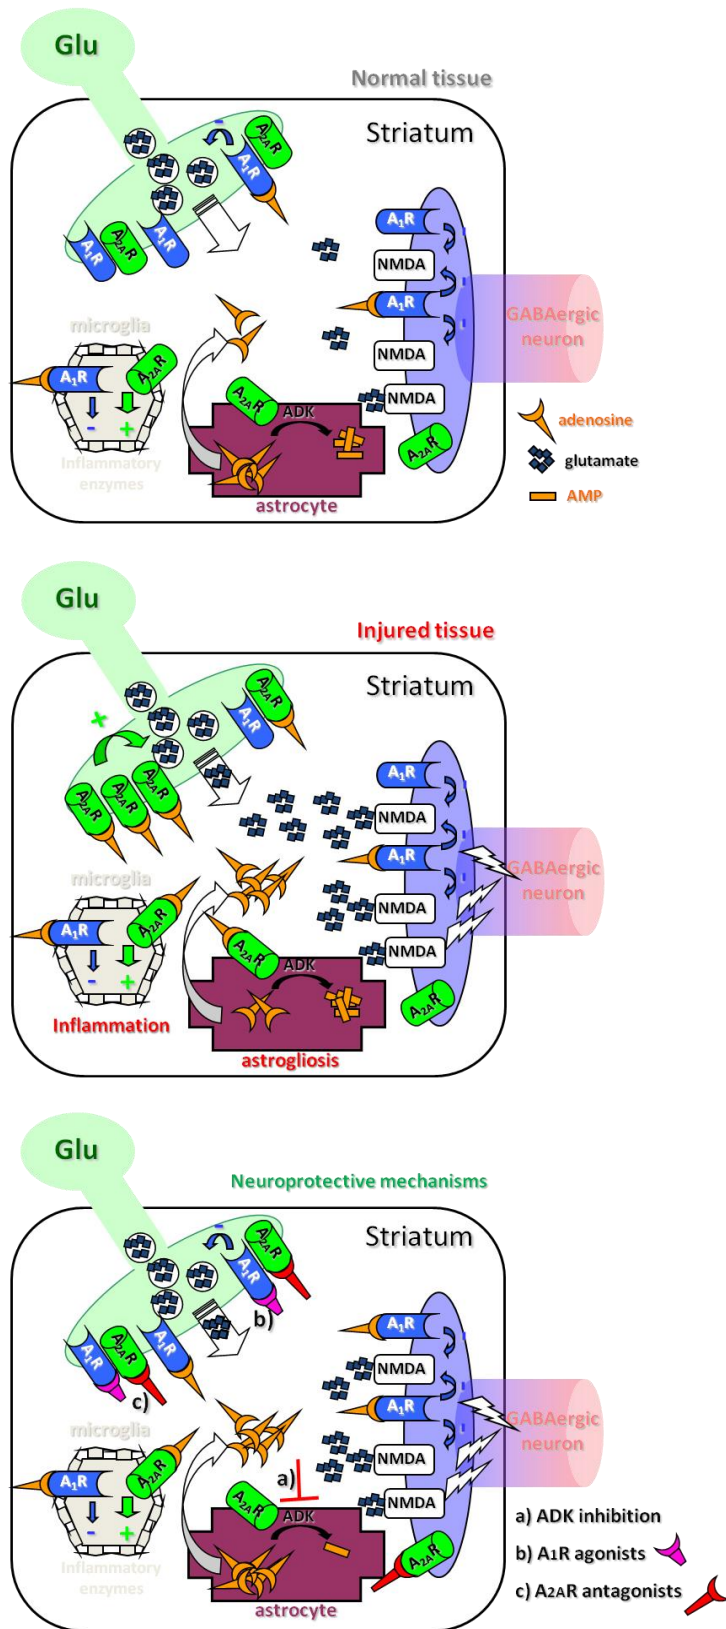 Glu
Normal tissue
Striatum
A2AR
A1R
-
A1R
A2AR
A1R
A1R
NMDA
A1R
NMDA
NMDA
A2AR
GABAergic
neuron
microglia
A1R
A2AR
-
+
Inflammatory
enzymes
A2AR
ADK
astrocyte
adenosine
glutamate
AMP
Glu
Injured tissue
Striatum
A2AR
A1R
+
A2AR
A2AR
A2AR
A1R
NMDA
A1R
NMDA
NMDA
A2AR
GABAergic
neuron
microglia
A1R
A2AR
-
+
Inflammation
A2AR
ADK
astrogliosis
Glu
Neuroprotective mechanisms
Striatum
-
A2AR
A1R
b)
A1R
A2AR
A1R
c)
A1R
NMDA
A1R
NMDA
NMDA
A2AR
GABAergic
neuron
microglia
A1R
A2AR
-
+
Inflammatory
enzymes
a)
A2AR
ADK
astrocyte
a) ADK inhibition
b) A1R agonists
c) A2AR antagonists